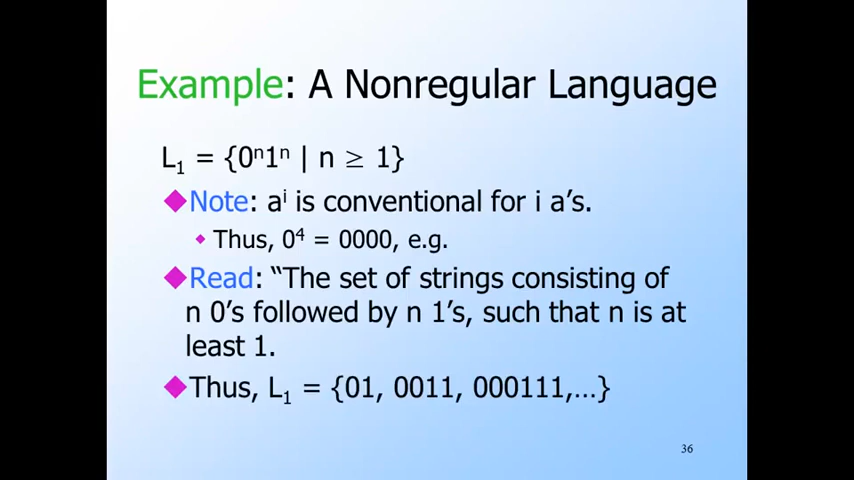 Example: A Nonregular Language
L₁ = {0ⁿ1ⁿ | n ≥ 1}
Note: aⁱ is conventional for i a's.
Thus, 0⁴ = 0000, e.g.
Read: “The set of strings consisting of
n 0's followed by n 1's, such that n is at
least 1.
Thus, L₁ = {01, 0011, 000111,…}
36